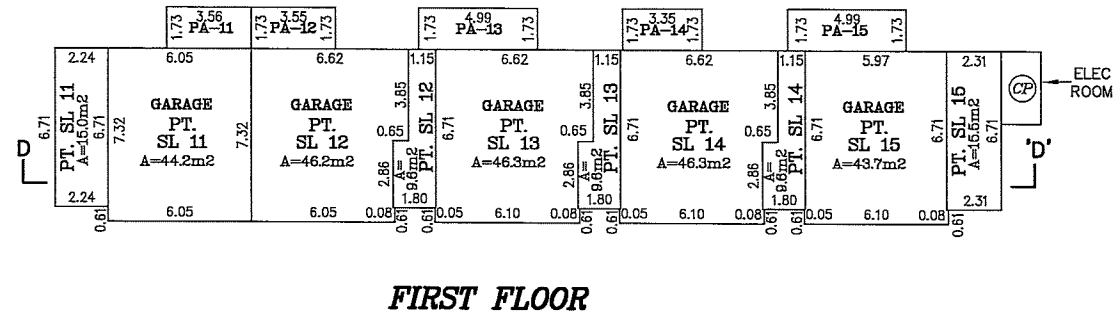 3.56
1.73 PA-11
3.55
1.73 PA-12 1.73
4.99
1.73 PA-13 1.73
3.35
1.73 PA-14 1.73
4.99
1.73 PA-15 1.73
2.24
6.05
6.62
1.15
6.62
1.15
6.62
1.15
5.97
2.31
ELEC
ROOM
CP
6.71
PT. SL 11
A=15.0m2
6.71
2.24
0.61
7.32
GARAGE
PT.
SL 11
A=44.2m2
7.32
6.05
GARAGE
PT.
SL 12
A=46.2m2
6.05
0.08
3.85
0.65
2.86
PT. SL 12
A=
9.6m2
1.80
0.61
0.61
6.71
GARAGE
PT.
SL 13
A=46.3m2
0.05
6.10
0.08
3.85
0.65
2.86
PT. SL 13
A=
9.6m2
1.80
0.61
0.61
6.71
GARAGE
PT.
SL 14
A=46.3m2
0.05
6.10
0.08
3.85
0.65
2.86
PT. SL 14
A=
9.6m2
1.80
0.61
0.61
6.71
GARAGE
PT.
SL 15
A=43.7m2
0.05
6.10
0.08
6.71
PT. SL 15
A=15.5m2
6.71
2.31
0.61
D
'D'
FIRST FLOOR